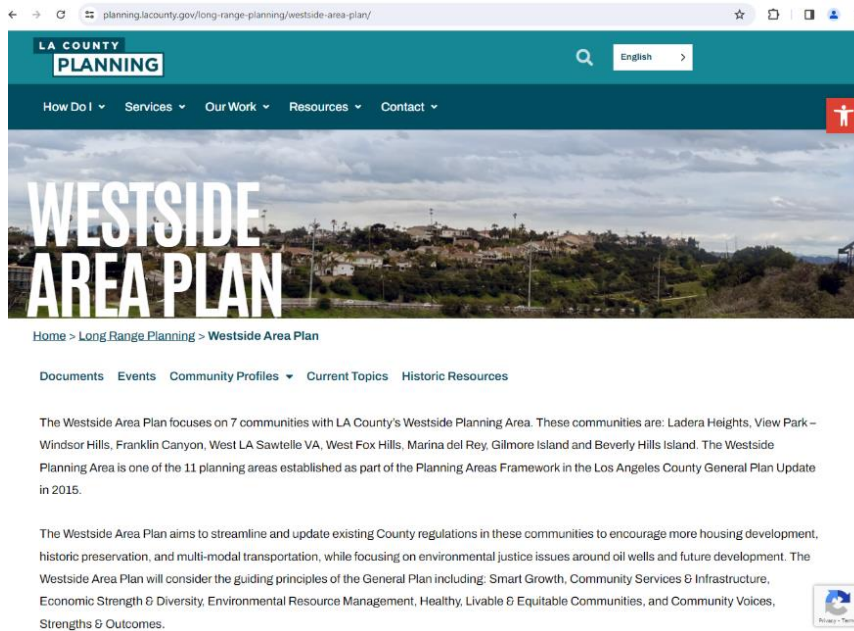 planning.lacounty.gov/long-range-planning/westside-area-plan/
LA COUNTY
PLANNING
English
How Do I
Services
Our Work
Resources
Contact
WESTSIDE
AREA PLAN
Home > Long Range Planning > Westside Area Plan
Documents Events Community Profiles Current Topics Historic Resources
The Westside Area Plan focuses on 7 communities with LA County's Westside Planning Area. These communities are: Ladera Heights, View Park –
Windsor Hills, Franklin Canyon, West LA Sawtelle VA, West Fox Hills, Marina del Rey, Gilmore Island and Beverly Hills Island. The Westside
Planning Area is one of the 11 planning areas established as part of the Planning Areas Framework in the Los Angeles County General Plan Update
in 2015.
The Westside Area Plan aims to streamline and update existing County regulations in these communities to encourage more housing development,
historic preservation, and multi-modal transportation, while focusing on environmental justice issues around oil wells and future development. The
Westside Area Plan will consider the guiding principles of the General Plan including: Smart Growth, Community Services & Infrastructure,
Economic Strength & Diversity, Environmental Resource Management, Healthy, Livable & Equitable Communities, and Community Voices,
Strengths & Outcomes.
Privacy - Term